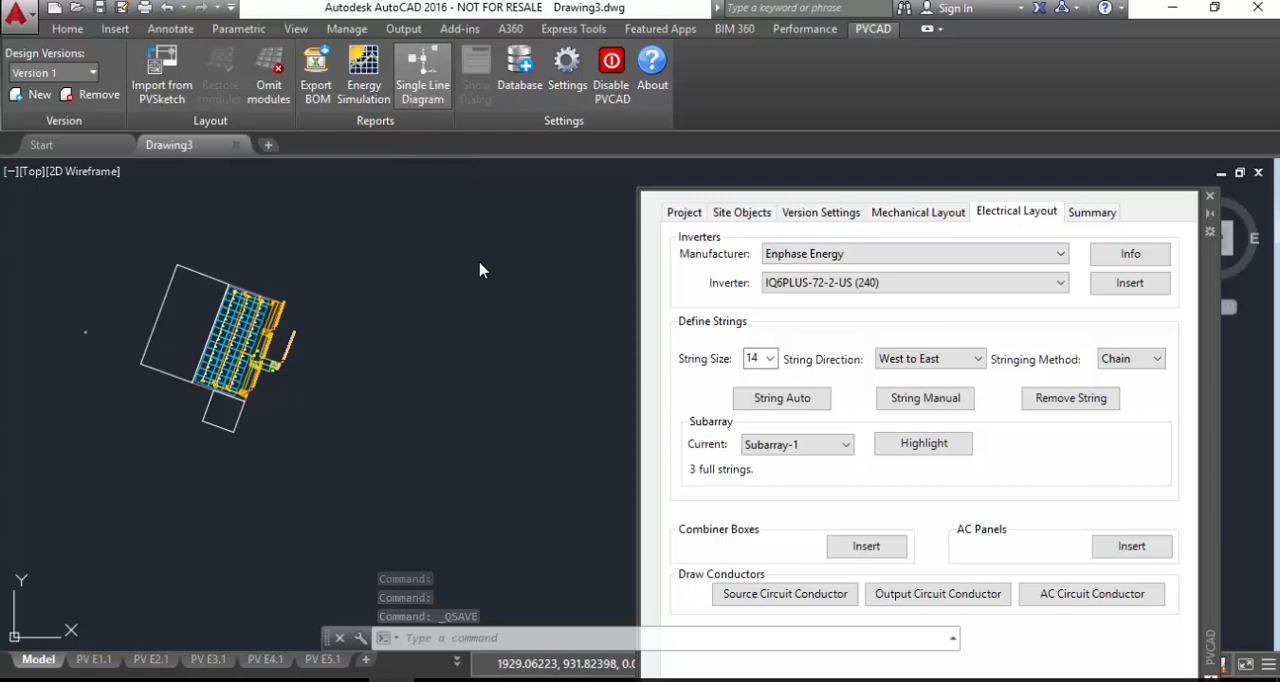 Autodesk AutoCAD 2016 - NOT FOR RESALE Drawing3.dwg
Type a keyword or phrase
Sign In
Home Insert Annotate Parametric View Manage Output Add-ins A360 Express Tools Featured Apps BIM 360 Performance PVCAD
Design Versions:
Version 1
New Remove
Import from
PVSketch
Restore
modules
Omit
modules
Export
BOM
Energy
Simulation
Single Line
Diagram
Show
Dialog
Database
Settings
Disable
PVCAD
About
Version Layout Reports Settings
Start Drawing3
[−][Top][2D Wireframe]
E
Project Site Objects Version Settings Mechanical Layout Electrical Layout Summary
Inverters
Manufacturer: Enphase Energy Info
Inverter: IQ6PLUS-72-2-US (240) Insert
Define Strings
String Size: 14 String Direction: West to East Stringing Method: Chain
String Auto String Manual Remove String
Subarray
Current: Subarray-1 Highlight
3 full strings.
Combiner Boxes AC Panels
Insert Insert
Draw Conductors
Source Circuit Conductor Output Circuit Conductor AC Circuit Conductor
PVCAD
Y
X
Command:
Command:
Command: _QSAVE
Type a command
Model PV E1.1 PV E2.1 PV E3.1 PV E4.1 PV E5.1